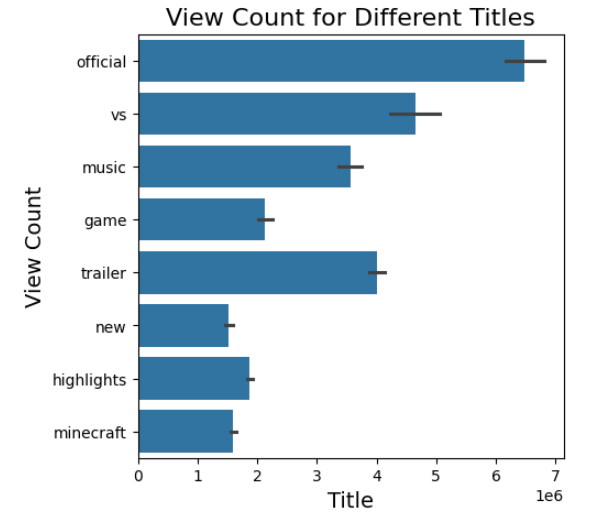 View Count for Different Titles
official
vs
music
game
trailer
new
highlights
minecraft
View Count
0 1 2 3 4 5 6 7
1e6
Title